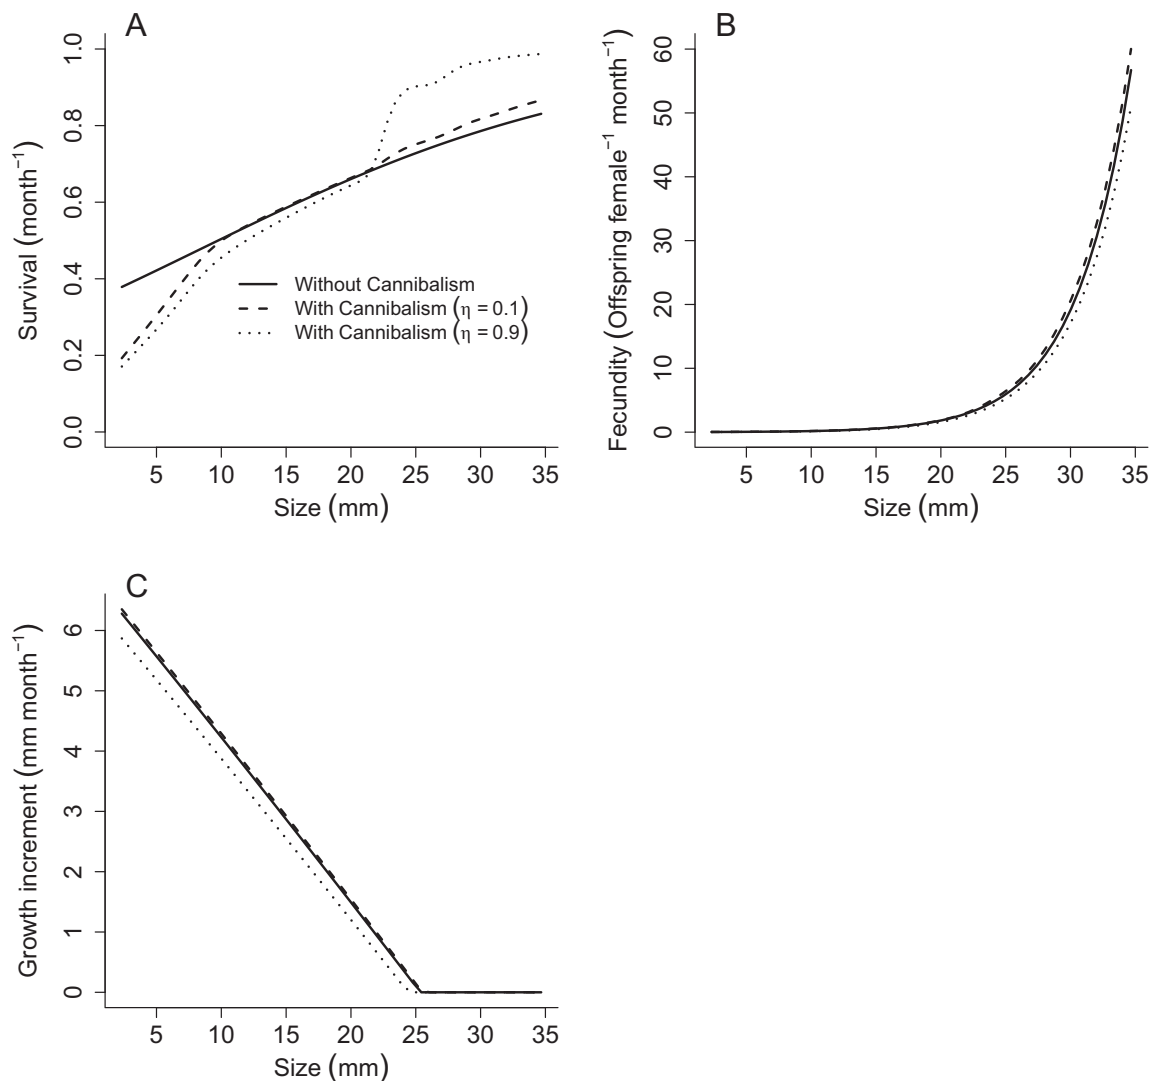 A
Survival (month⁻¹)
0.0 0.2 0.4 0.6 0.8 1.0
Without Cannibalism
With Cannibalism (η = 0.1)
With Cannibalism (η = 0.9)
5 10 15 20 25 30 35
Size (mm)
B
Fecundity (Offspring female⁻¹ month⁻¹)
0 10 20 30 40 50 60
5 10 15 20 25 30 35
Size (mm)
C
Growth increment (mm month⁻¹)
0 1 2 3 4 5 6
5 10 15 20 25 30 35
Size (mm)